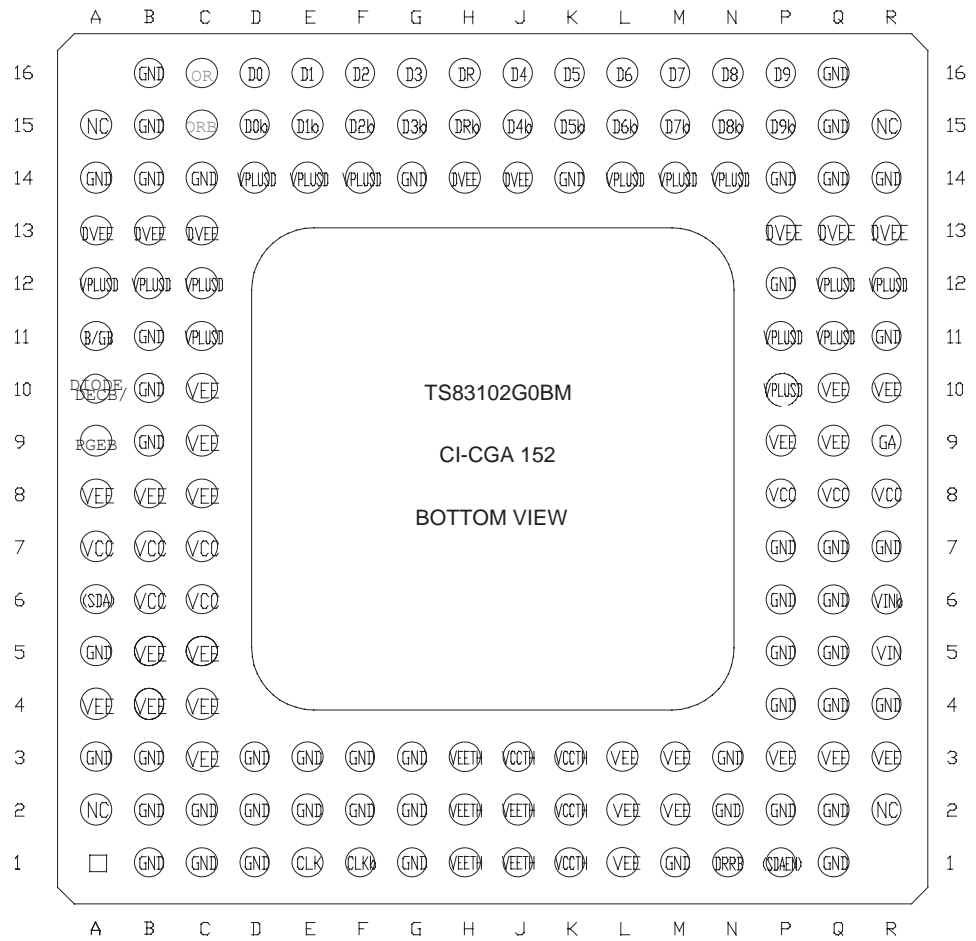 A B C D E F G H J K L M N P Q R
16 GND OR D0 D1 D2 D3 DR D4 D5 D6 D7 D8 D9 GND 16
15 NC GND ORB D0b D1b D2b D3b DRb D4b D5b D6b D7b D8b D9b GND NC 15
14 GND GND GND VPLUSD VPLUSD VPLUSD GND DVEE DVEE GND VPLUSD VPLUSD VPLUSD GND GND GND 14
13 DVEE DVEE DVEE DVEE DVEE DVEE 13
12 VPLUSD VPLUSD VPLUSD GND VPLUSD VPLUSD 12
11 B/GB GND VPLUSD VPLUSD VPLUSD GND 11
DIODE
10 DECB/ GND VEE TS83102G0BM VPLUSD VEE VEE 10
9 PGEB GND VEE CI-CGA 152 VEE VEE GA 9
8 VEE VEE VEE BOTTOM VIEW VCC VCC VCC 8
7 VCC VCC VCC GND GND GND 7
6 (SDA) VCC VCC GND GND VINb 6
5 GND VEE VEE GND GND VIN 5
4 VEE VEE VEE GND GND GND 4
3 GND GND VEE GND GND GND GND VEETH VCCTH VCCTH VEE VEE GND VEE VEE VEE 3
2 NC GND GND GND GND GND GND VEETH VEETH VCCTH VEE VEE GND GND GND NC 2
1 GND GND GND CLK CLKb GND VEETH VEETH VCCTH VEE GND DRRB (SDAEN) GND 1
A B C D E F G H J K L M N P Q R